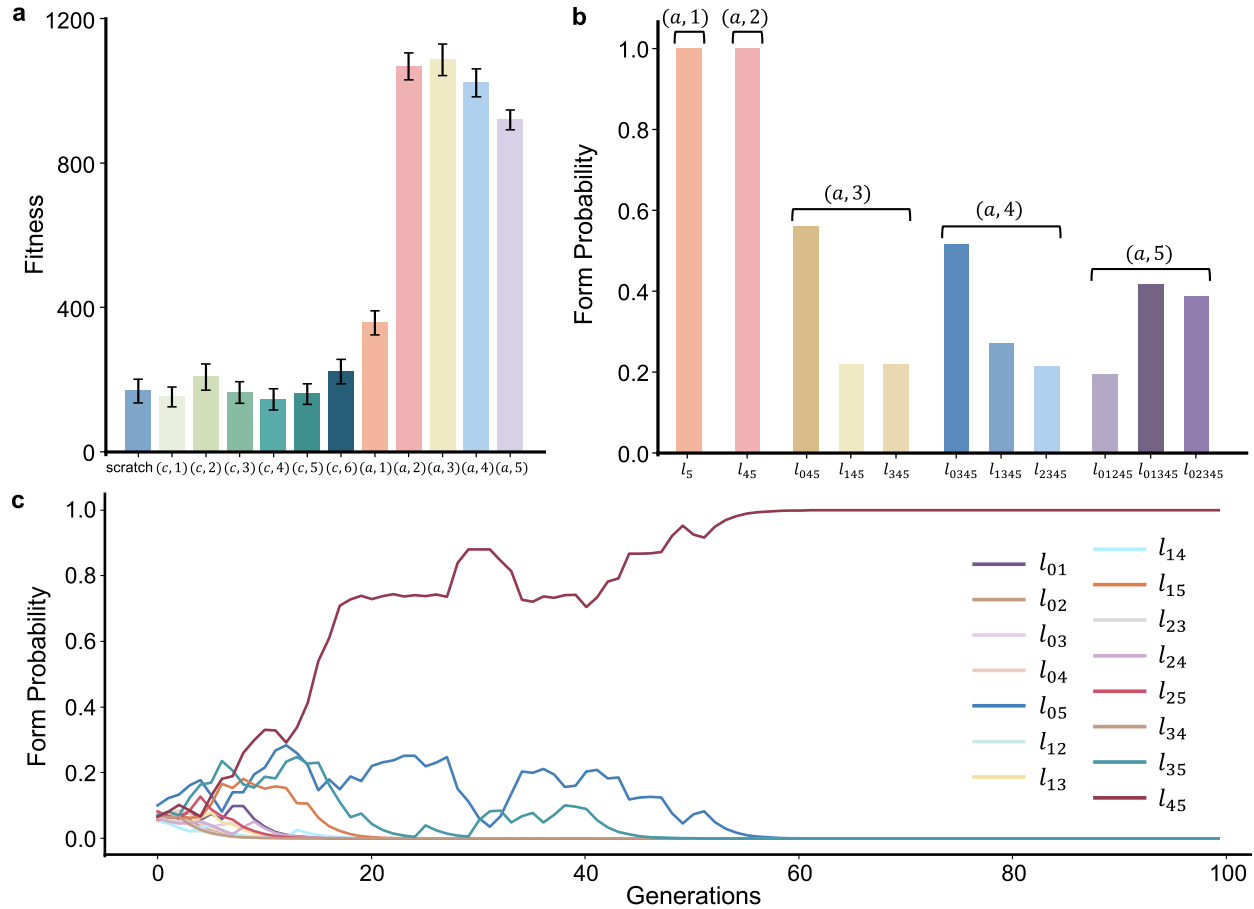 a
1200
800
400
0
Fitness
scratch (c, 1) (c, 2) (c, 3) (c, 4) (c, 5) (c, 6) (a, 1) (a, 2) (a, 3) (a, 4) (a, 5)
b
(a, 1) (a, 2)
(a, 3)
(a, 4)
(a, 5)
1.0
0.8
0.6
0.4
0.2
0.0
Form Probability
l₅ l₄₅ l₀₄₅ l₁₄₅ l₃₄₅ l₀₃₄₅ l₁₃₄₅ l₂₃₄₅ l₀₁₂₄₅ l₀₁₃₄₅ l₀₂₃₄₅
c
1.0
0.8
0.6
0.4
0.2
0.0
Form Probability
l₀₁
l₀₂
l₀₃
l₀₄
l₀₅
l₁₂
l₁₃
l₁₄
l₁₅
l₂₃
l₂₄
l₂₅
l₃₄
l₃₅
l₄₅
0 20 40 60 80 100
Generations